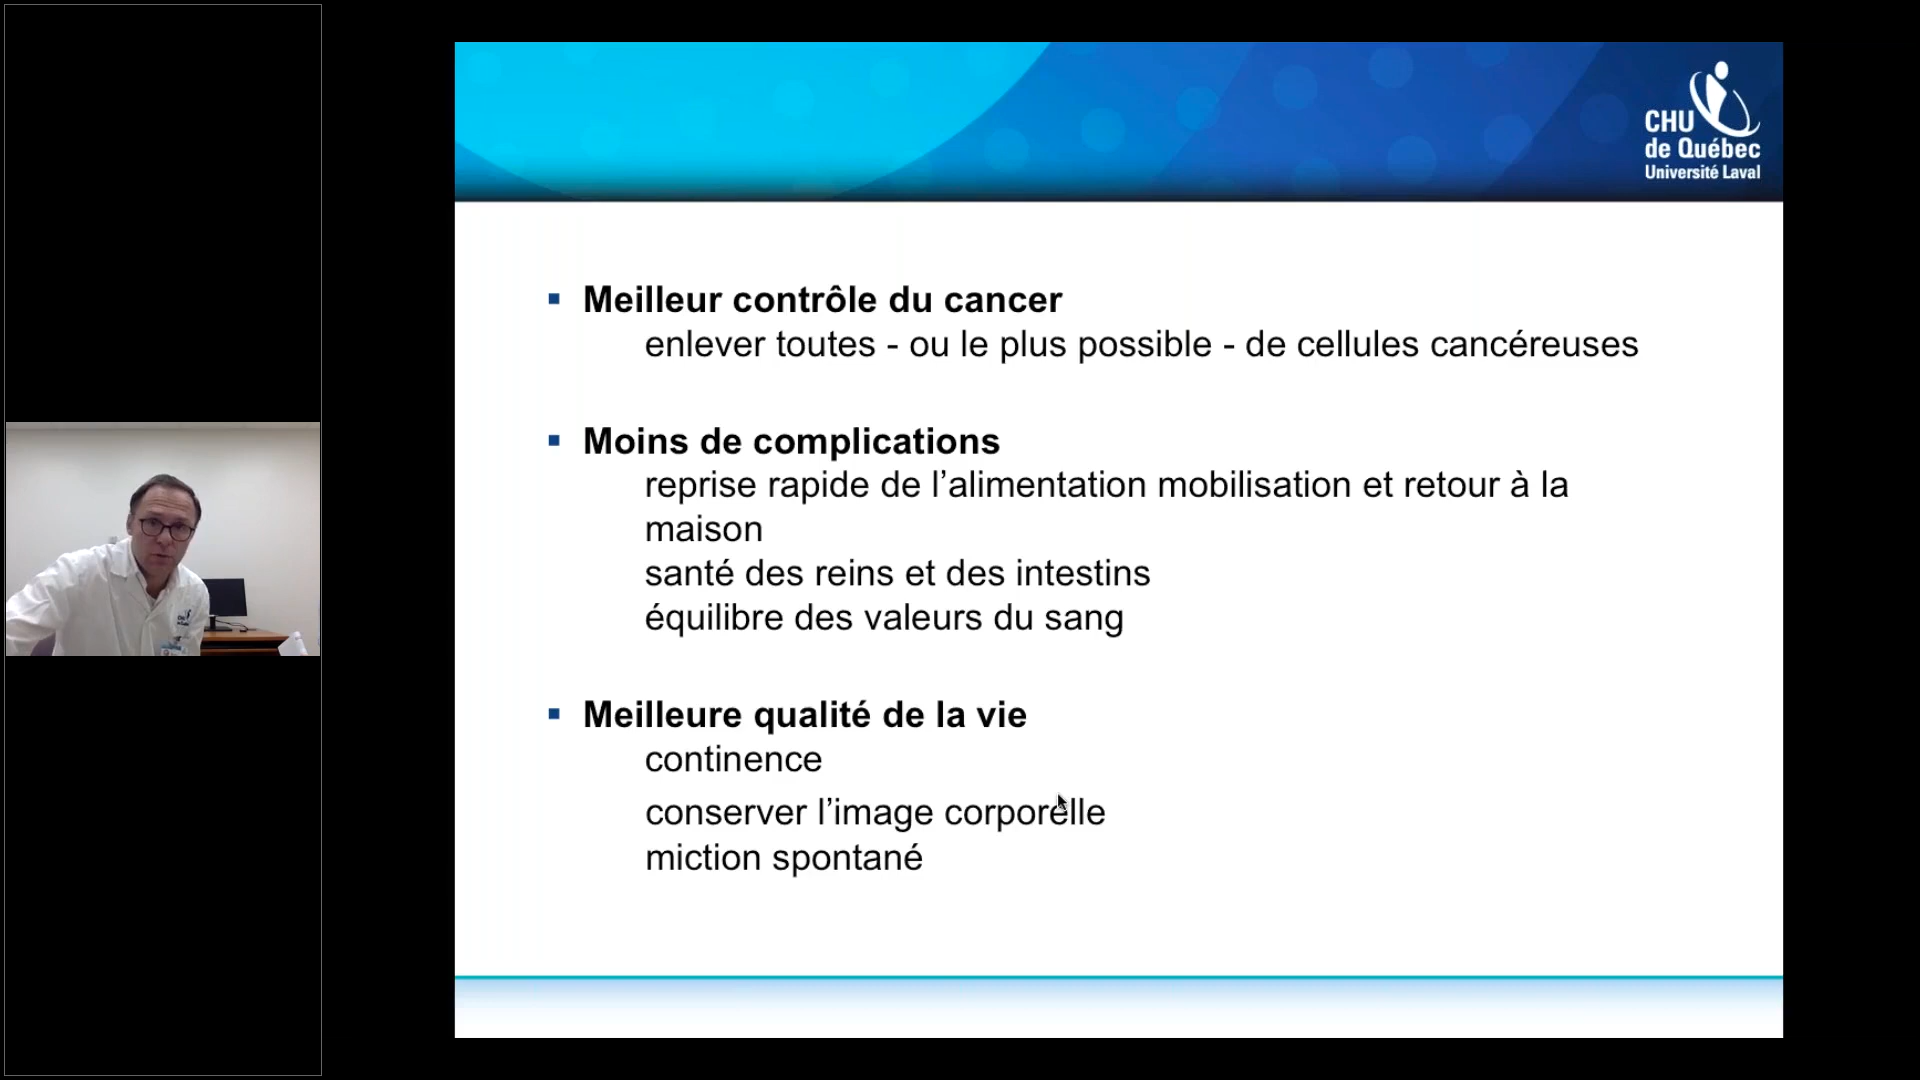 CHU
de Québec
Université Laval
▪ Meilleur contrôle du cancer
enlever toutes - ou le plus possible - de cellules cancéreuses
▪ Moins de complications
reprise rapide de l’alimentation mobilisation et retour à la
maison
santé des reins et des intestins
équilibre des valeurs du sang
▪ Meilleure qualité de la vie
continence
conserver l’image corporelle
miction spontané